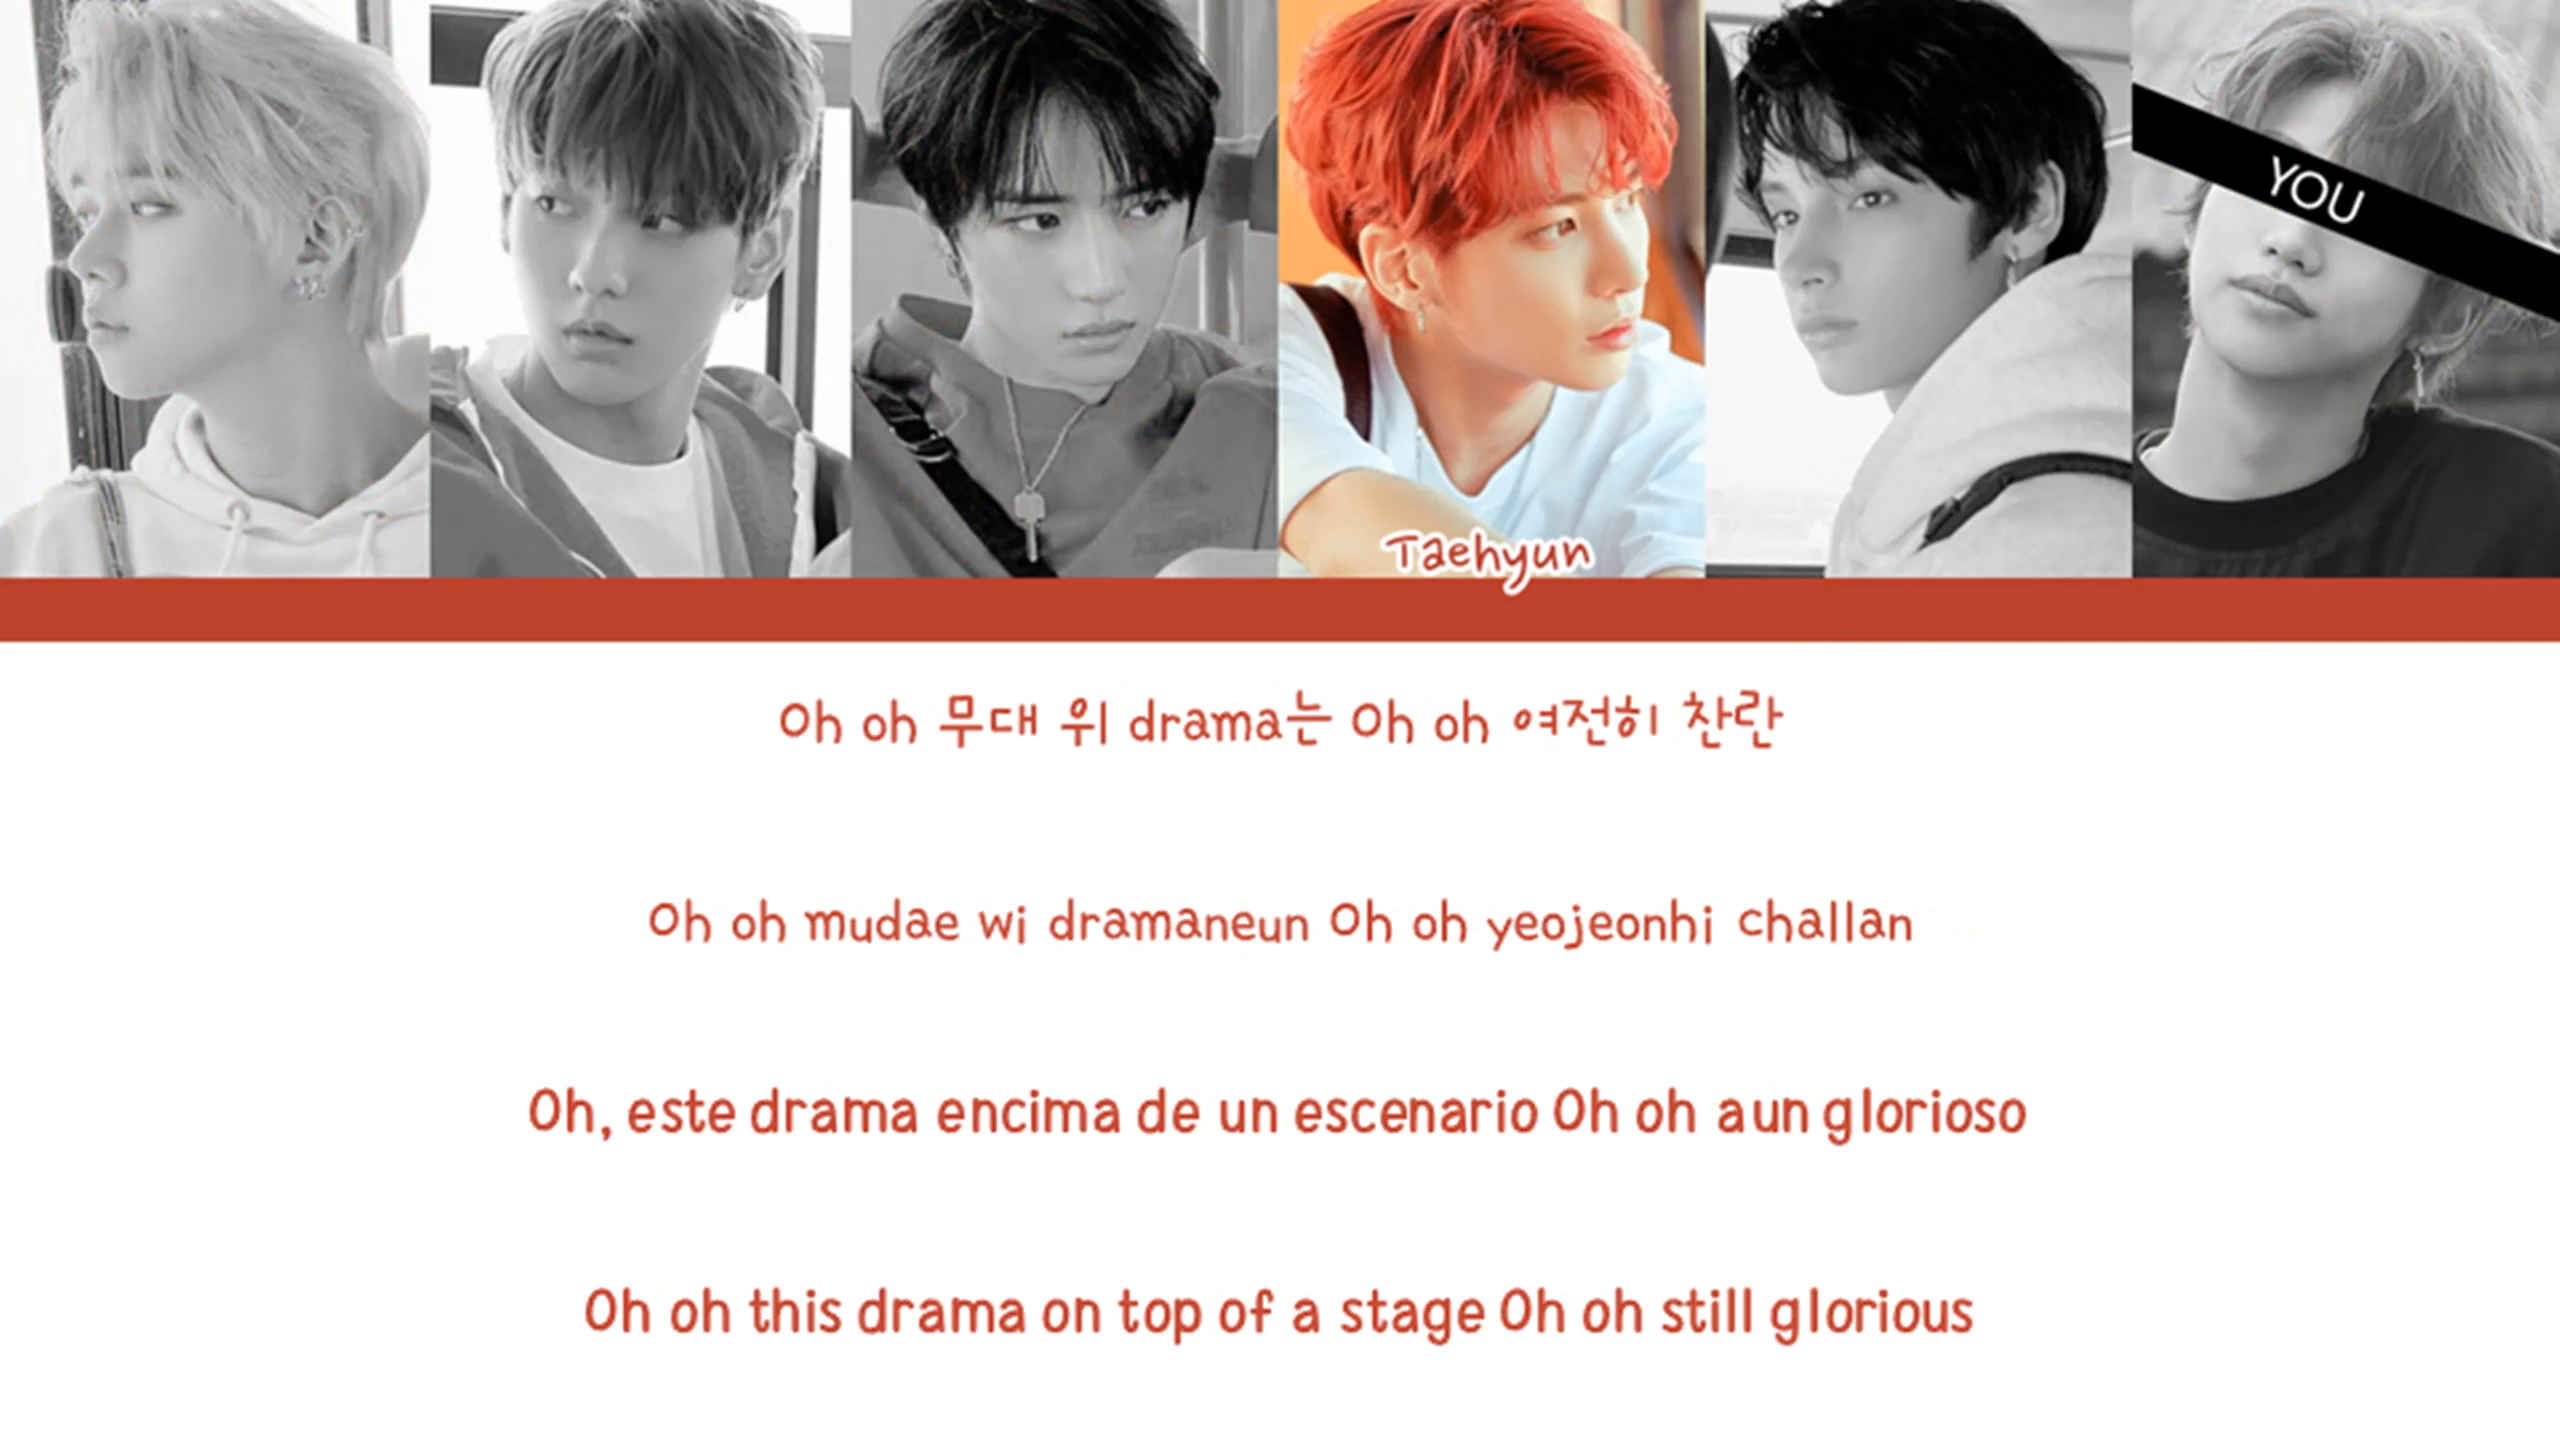 YOU
Taehyun
Oh oh 무대 위 drama는 Oh oh 여전히 찬란
Oh oh mudae wi dramaneun Oh oh yeojeonhi challan
Oh, este drama encima de un escenario Oh oh aun glorioso
Oh oh this drama on top of a stage Oh oh still glorious